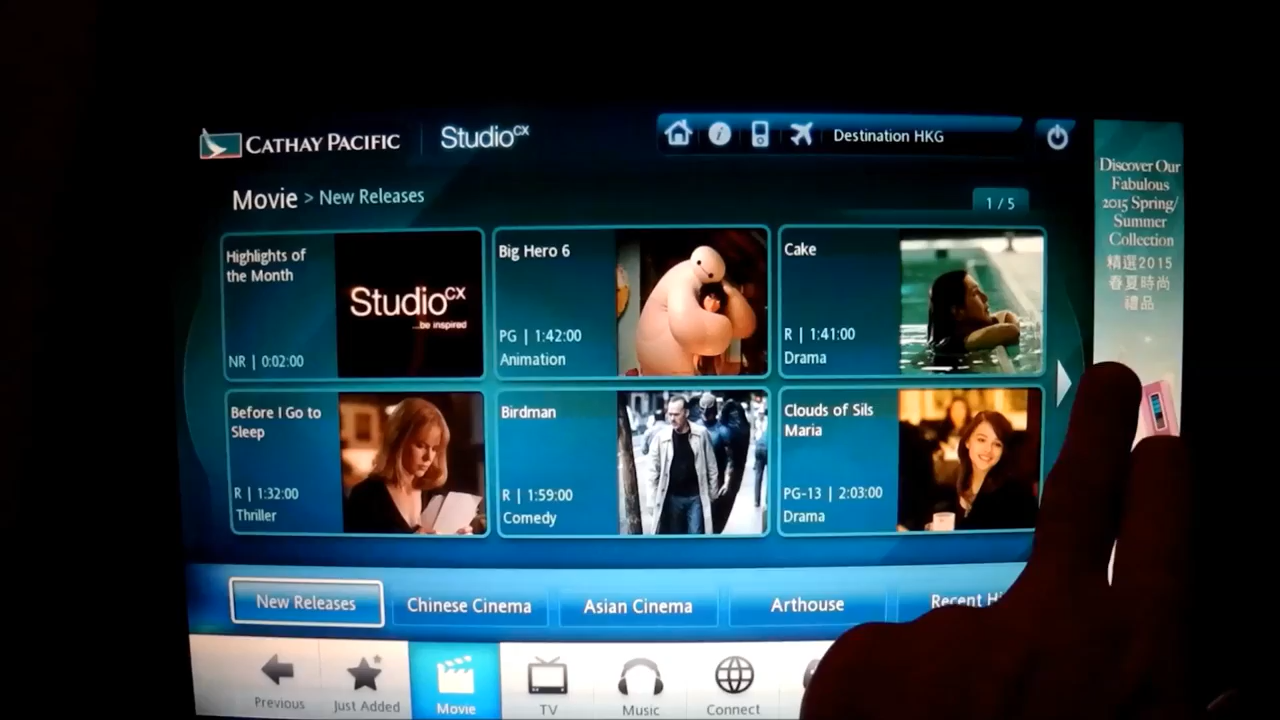 CATHAY PACIFIC
StudioCX
Destination HKG
Movie > New Releases
1 / 5
Highlights of
the Month
NR | 0:02:00
StudioCX
...be inspired
Big Hero 6
PG | 1:42:00
Animation
Cake
R | 1:41:00
Drama
Before I Go to
Sleep
R | 1:32:00
Thriller
Birdman
R | 1:59:00
Comedy
Clouds of Sils
Maria
PG-13 | 2:03:00
Drama
Discover Our
Fabulous
2015 Spring/
Summer
Collection
精選2015
春夏時尚
禮品
New Releases
Chinese Cinema
Asian Cinema
Arthouse
Recent Hi
Previous
Just Added
Movie
TV
Music
Connect